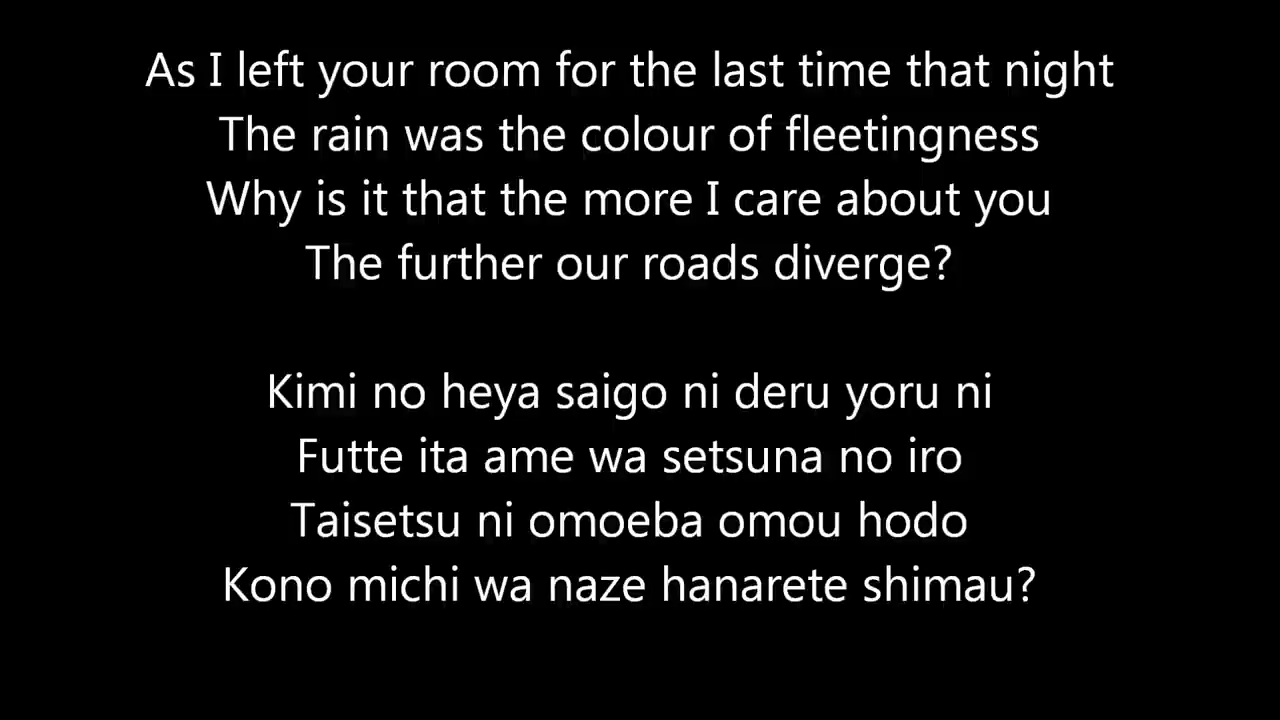 As I left your room for the last time that night
The rain was the colour of fleetingness
Why is it that the more I care about you
The further our roads diverge?
Kimi no heya saigo ni deru yoru ni
Futte ita ame wa setsuna no iro
Taisetsu ni omoeba omou hodo
Kono michi wa naze hanarete shimau?